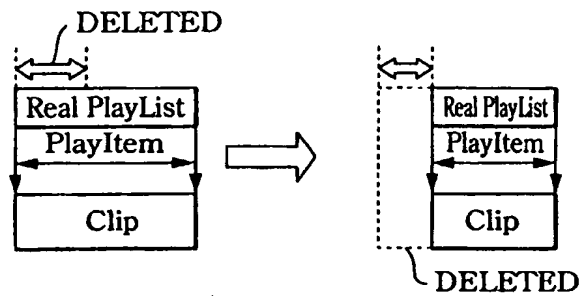 DELETED
Real PlayList
PlayItem
Clip
Real PlayList
PlayItem
Clip
DELETED